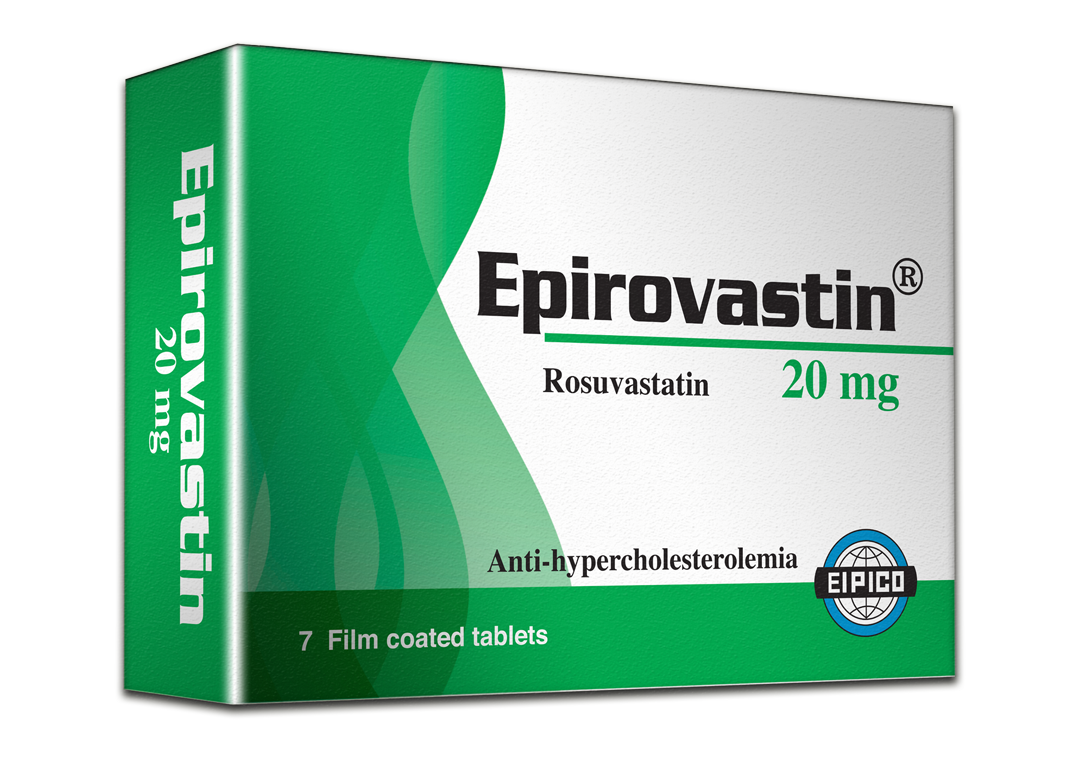 Epirovastin
20 mg
Epirovastin®
Rosuvastatin 20 mg
Anti-hypercholesterolemia
EIPICO
7 Film coated tablets